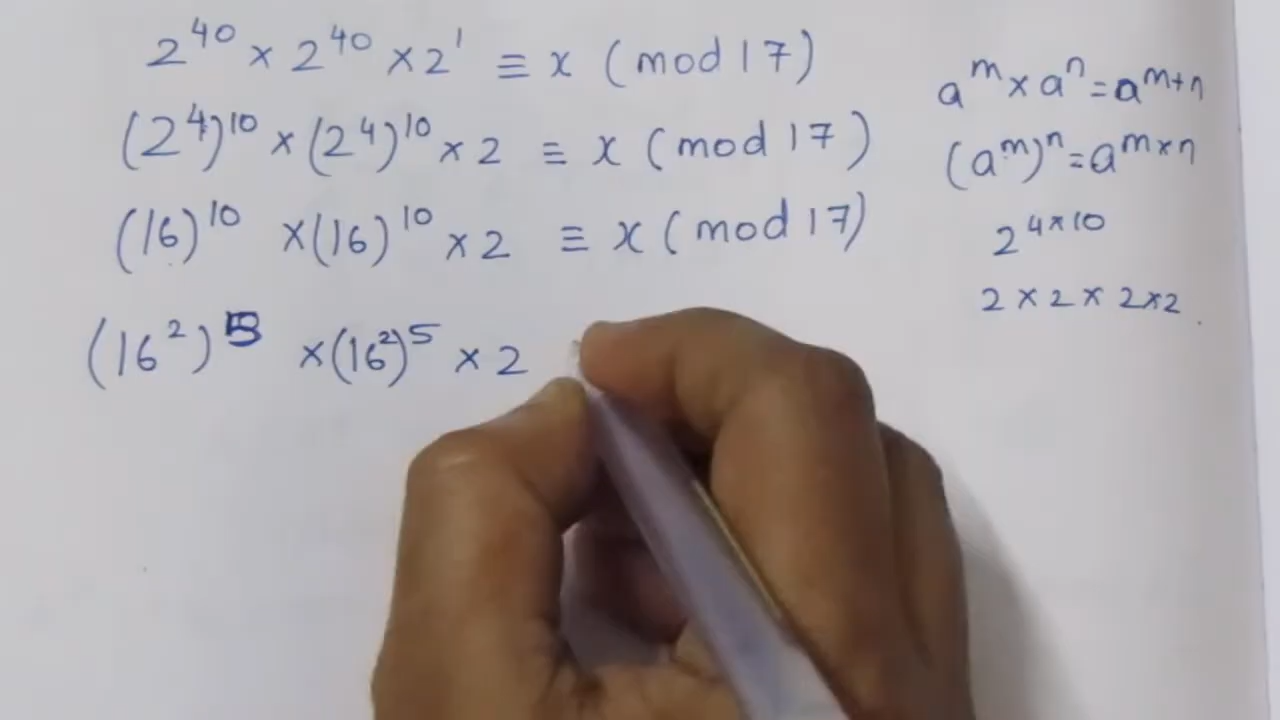 2^40 × 2^40 × 2^1 ≡ x (mod 17)
(2^4)^10 × (2^4)^10 × 2 ≡ x (mod 17)
(16)^10 × (16)^10 × 2 ≡ x (mod 17)
(16^2)^5 × (16^2)^5 × 2
a^m × a^n = a^m+n
(a^m)^n = a^m×n
2^4×10
2 × 2 × 2 × 2